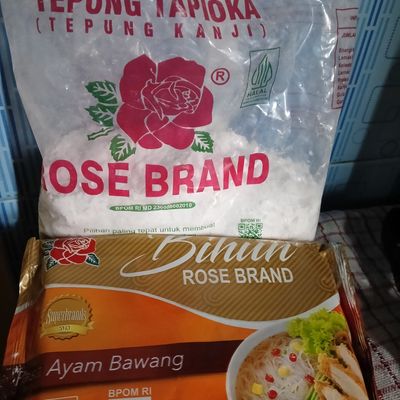 TEPUNG TAPIOKA
(TEPUNG KANJI)
®
HALAL
ROSE BRAND
BPOM RI
Pilihan paling tepat untuk membuat
Bihun
ROSE BRAND
Superbrands
Ayam Bawang
BPOM RI